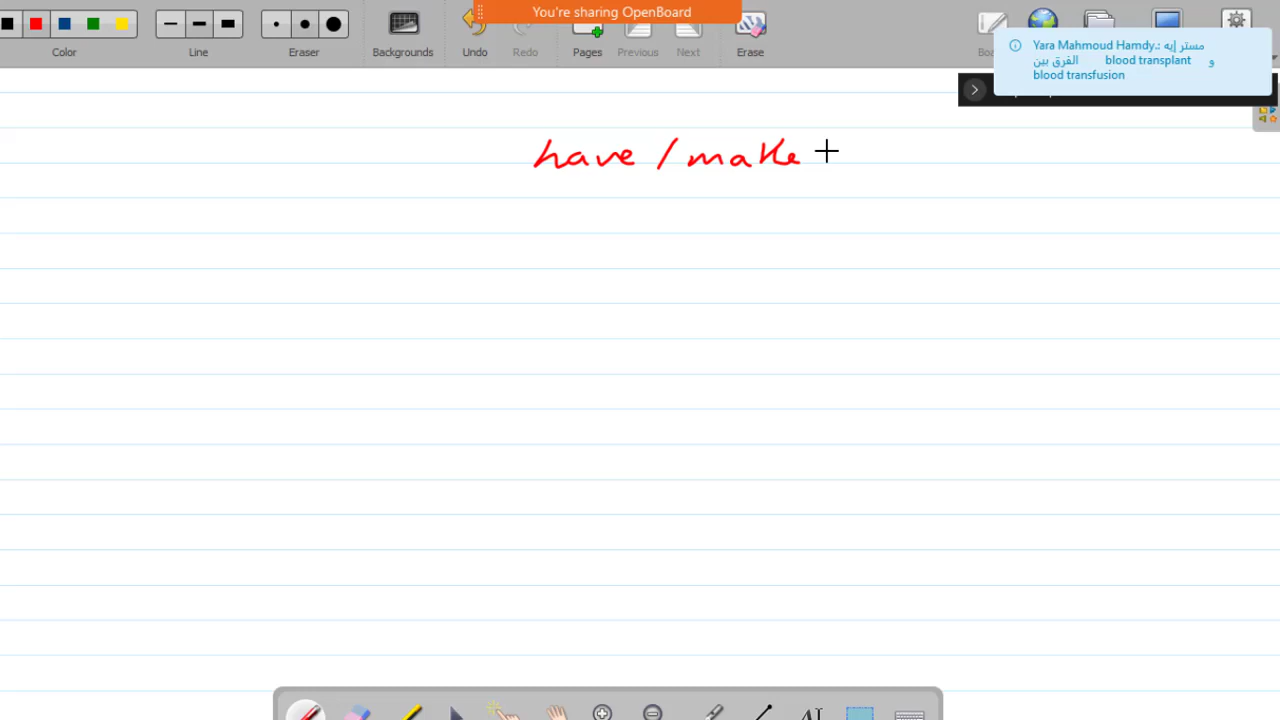 You're sharing OpenBoard
Color
Line
Eraser
Backgrounds
Undo
Redo
Pages
Previous
Next
Erase
Yara Mahmoud Hamdy.: مستر إيه
الفرق بين blood transplant و
blood transfusion
have / make